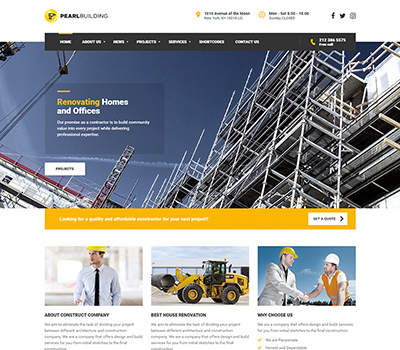 PEARLBUILDING
1010 Avenue of the Moon
New York, NY 10018 US
Mon - Sat 8.00 - 18.00
Sunday CLOSED
HOME ABOUT US NEWS PROJECTS SERVICES SHORTCODES CONTACT US
212 386 5575
Free call
Renovating Homes
and Offices
Our promise as a contractor is to build community
value into every project while delivering
professional expertise.
PROJECTS
Looking for a quality and affordable constructor for your next project?
GET A QUOTE
ABOUT CONSTRUCT COMPANY
We aim to eliminate the task of dividing your project
between different architecture and construction
company. We are a company that offers design
and build services for you from initial sketches to the
final construction.
BEST HOUSE RENOVATION
We aim to eliminate the task of dividing your project
between different architecture and construction
company. We are a company that offers design
and build services for you from initial sketches to the
final construction.
WHY CHOOSE US
We are a company that offers design and build
services for you from initial sketches to the final
construction.
We are Passionate
Honest and Dependable